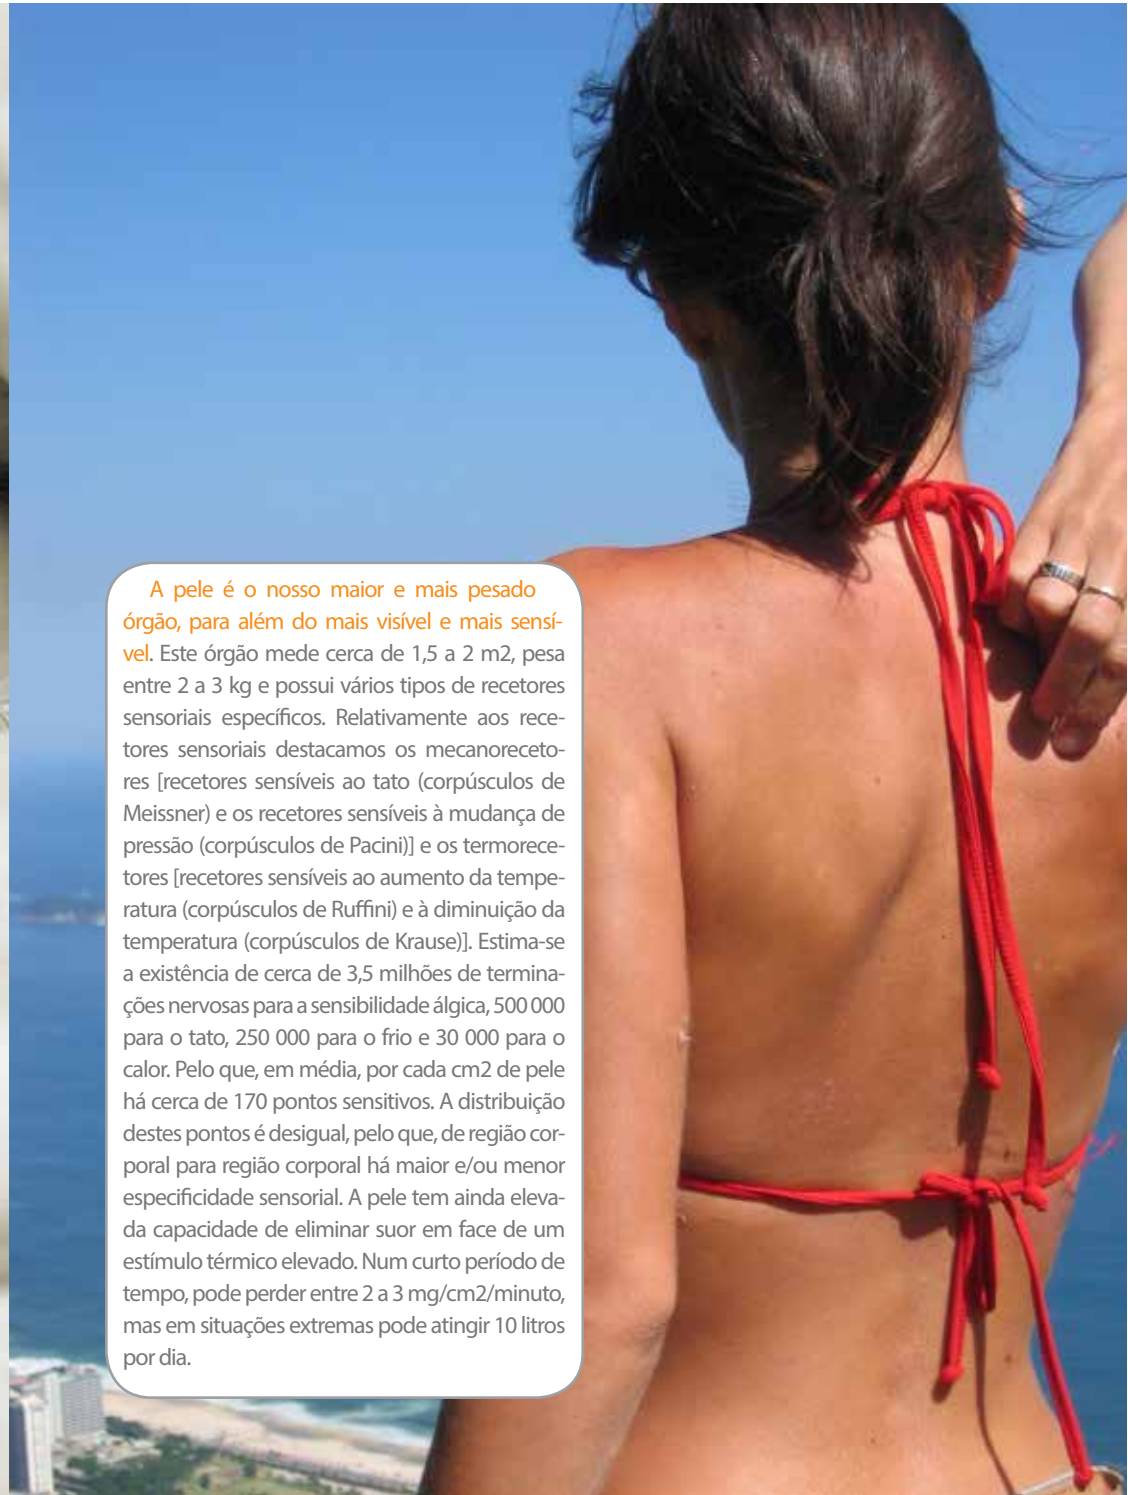 A pele é o nosso maior e mais pesado
órgão, para além do mais visível e mais sensí-
vel. Este órgão mede cerca de 1,5 a 2 m2, pesa
entre 2 a 3 kg e possui vários tipos de recetores
sensoriais específicos. Relativamente aos rece-
tores sensoriais destacamos os mecanoreceto-
res [recetores sensíveis ao tato (corpúsculos de
Meissner) e os recetores sensíveis à mudança de
pressão (corpúsculos de Pacini)] e os termorece-
tores [recetores sensíveis ao aumento da tempe-
ratura (corpúsculos de Ruffini) e à diminuição da
temperatura (corpúsculos de Krause)]. Estima-se
a existência de cerca de 3,5 milhões de termina-
ções nervosas para a sensibilidade álgica, 500 000
para o tato, 250 000 para o frio e 30 000 para o
calor. Pelo que, em média, por cada cm2 de pele
há cerca de 170 pontos sensitivos. A distribuição
destes pontos é desigual, pelo que, de região cor-
poral para região corporal há maior e/ou menor
especificidade sensorial. A pele tem ainda eleva-
da capacidade de eliminar suor em face de um
estímulo térmico elevado. Num curto período de
tempo, pode perder entre 2 a 3 mg/cm2/minuto,
mas em situações extremas pode atingir 10 litros
por dia.